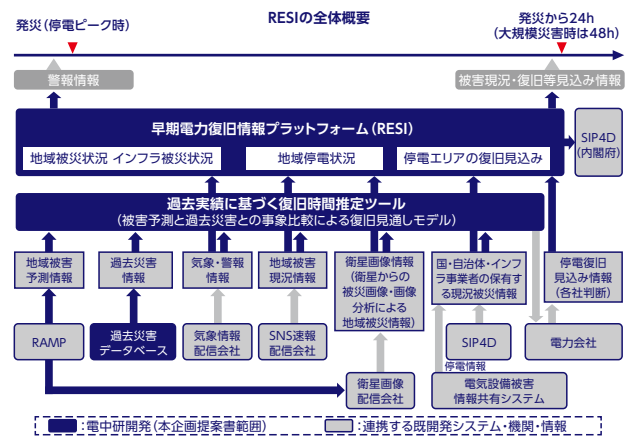 RESIの全体概要
発災(停電ピーク時)
発災から24h
(大規模災害時は48h)
警報情報
被害現況・復旧等見込み情報
早期電力復旧情報プラットフォーム(RESI)
地域被災状況 インフラ被災状況
地域停電状況
停電エリアの復旧見込み
SIP4D
(内閣府)
過去実績に基づく復旧時間推定ツール
(被害予測と過去災害との事象比較による復旧見通しモデル)
地域被害
予測情報
過去災害
情報
気象・警報
情報
地域被害
現況情報
衛星画像情報
(衛星からの
被災画像・画像
分析による
地域被災情報)
国・自治体・インフ
ラ事業者の保有す
る現況被災情報
停電復旧
見込み情報
(各社判断)
RAMP
過去災害
データベース
気象情報
配信会社
SNS速報
配信会社
SIP4D
電力会社
停電情報
衛星画像
配信会社
電気設備被害
情報共有システム
:電中研開発(本企画提案書範囲)
:連携する既開発システム・機関・情報